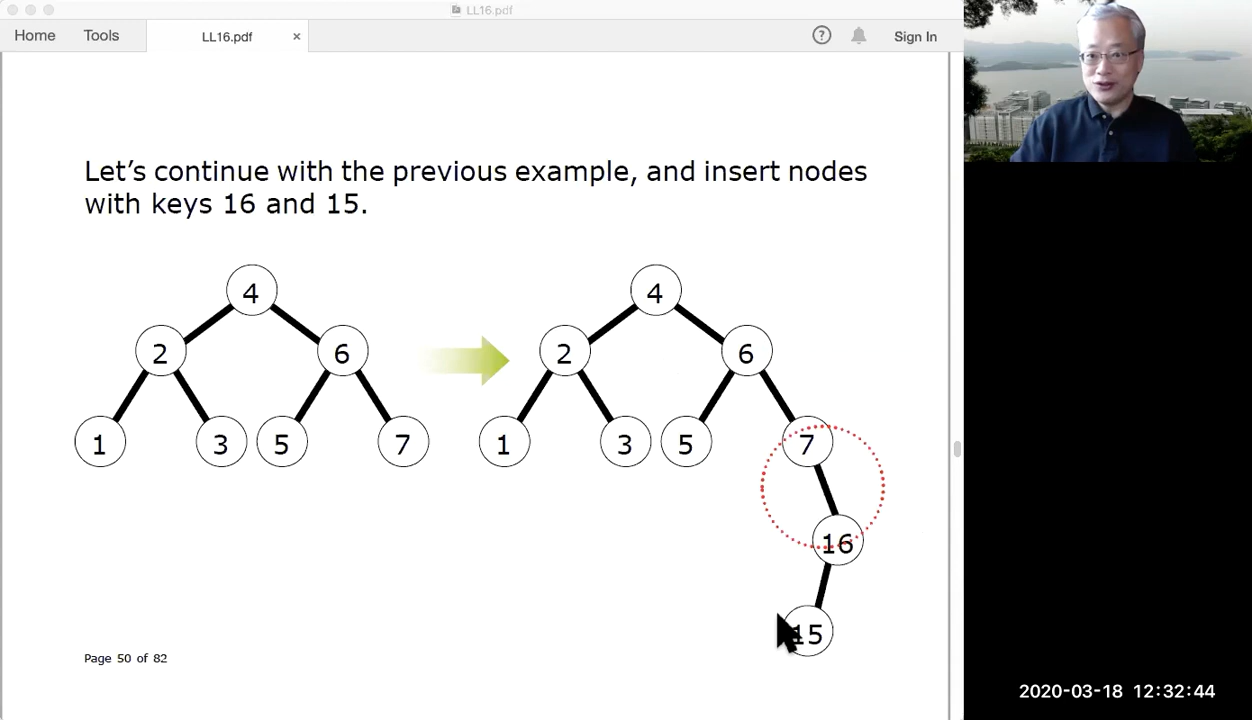 LL16.pdf
Home Tools LL16.pdf × ? Sign In
Let's continue with the previous example, and insert nodes
with keys 16 and 15.
4 4
2 6 2 6
1 3 5 7 1 3 5 7
16
15
Page 50 of 82
2020-03-18 12:32:44